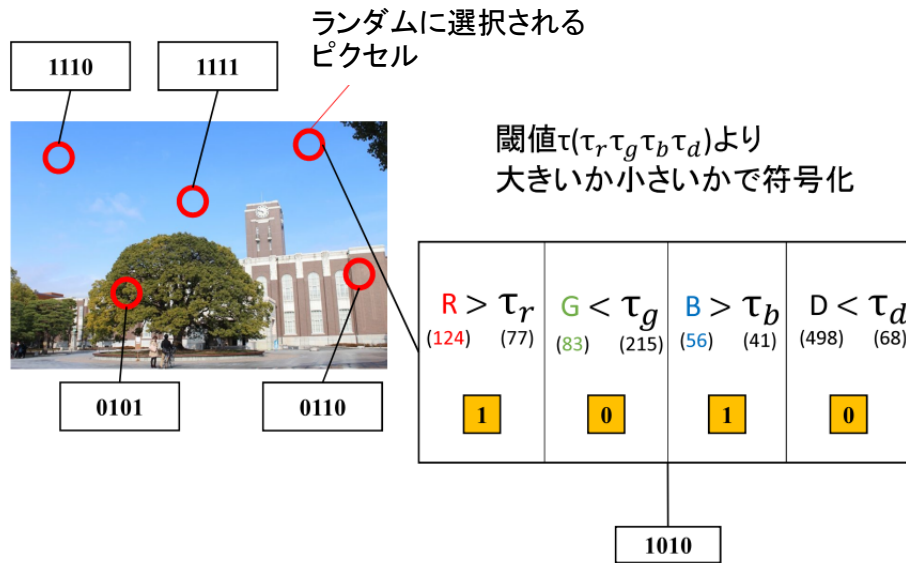 ランダムに選択される
ピクセル
1110
1111
閾値τ(τrτgτbτd)より
大きいか小さいかで符号化
R > τr
(124) (77)
1
G < τg
(83) (215)
0
B > τb
(56) (41)
1
D < τd
(498) (68)
0
0101
0110
1010